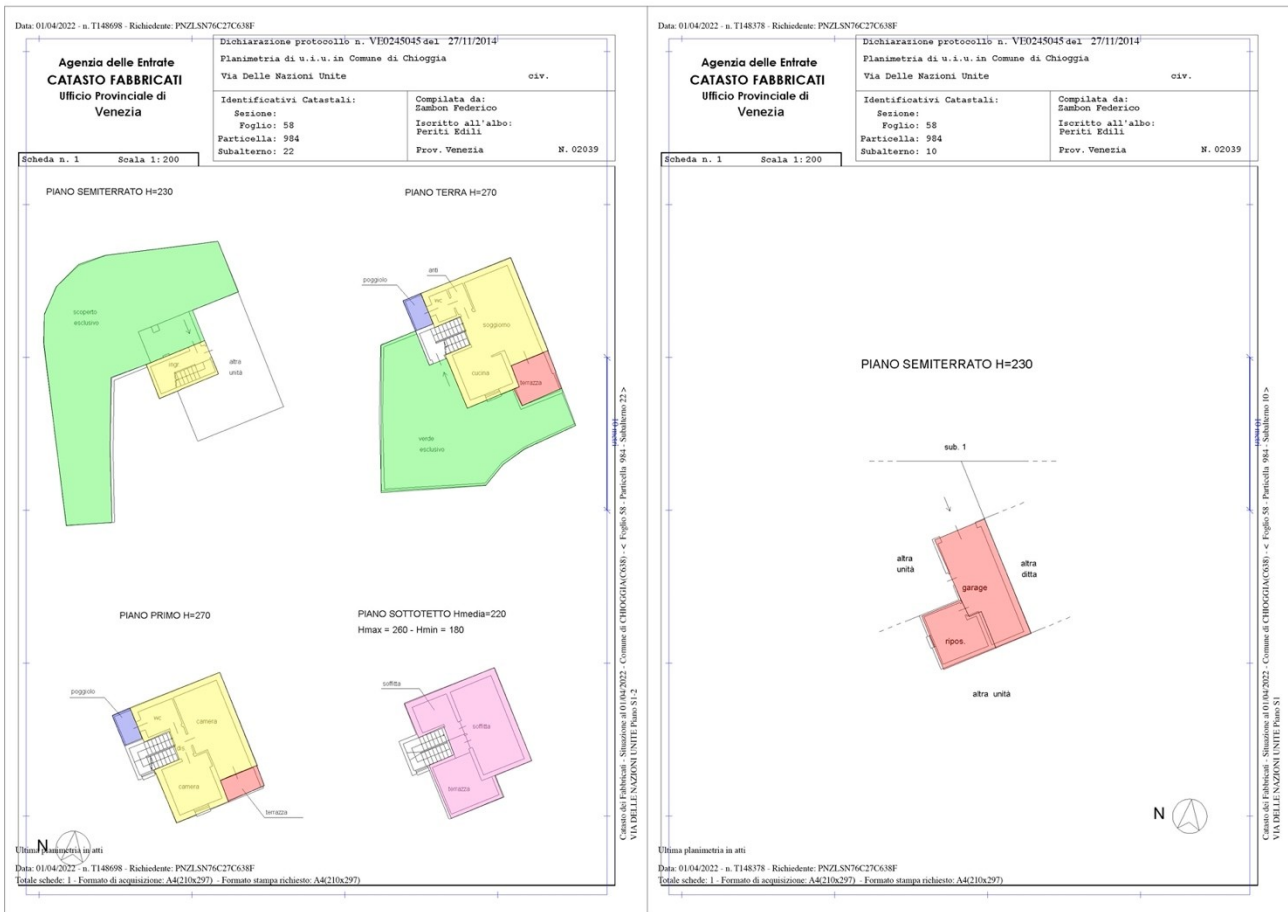 Data: 01/04/2022 - n. T148698 - Richiedente: PNZLSN76C27C638F
Agenzia delle Entrate
CATASTO FABBRICATI
Ufficio Provinciale di
Venezia
Dichiarazione protocollo n. VE0245045 del 27/11/2014
Planimetria di u.i.u. in Comune di Chioggia
Via Delle Nazioni Unite civ.
Identificativi Catastali:
Sezione:
Foglio: 58
Particella: 984
Subalterno: 22
Compilata da:
Zambon Federico
Iscritto all'albo:
Periti Edili
Prov. Venezia N. 02039
Scheda n. 1 Scala 1:200
PIANO SEMITERRATO H=230
scoperto
esclusivo
ingr
altra
unità
PIANO TERRA H=270
poggiolo
anti
wc
soggiorno
cucina
terrazza
verde
esclusivo
PIANO PRIMO H=270
poggiolo
wc
camera
dis
camera
terrazza
PIANO SOTTOTETTO Hmedia=220
Hmax = 260 - Hmin = 180
soffitta
soffitta
terrazza
N
Ultima planimetria in atti
Data: 01/04/2022 - n. T148698 - Richiedente: PNZLSN76C27C638F
Totale schede: 1 - Formato di acquisizione: A4(210x297) - Formato stampa richiesto: A4(210x297)
Catasto dei Fabbricati - Situazione al 01/04/2022 - Comune di CHIOGGIA(C638) - < Foglio 58 - Particella 984 - Subalterno 22 >
VIA DELLE NAZIONI UNITE Piano S1-2
Data: 01/04/2022 - n. T148378 - Richiedente: PNZLSN76C27C638F
Agenzia delle Entrate
CATASTO FABBRICATI
Ufficio Provinciale di
Venezia
Dichiarazione protocollo n. VE0245045 del 27/11/2014
Planimetria di u.i.u. in Comune di Chioggia
Via Delle Nazioni Unite civ.
Identificativi Catastali:
Sezione:
Foglio: 58
Particella: 984
Subalterno: 10
Compilata da:
Zambon Federico
Iscritto all'albo:
Periti Edili
Prov. Venezia N. 02039
Scheda n. 1 Scala 1:200
PIANO SEMITERRATO H=230
sub. 1
altra
unità
garage
altra
ditta
ripos.
altra unità
N
Ultima planimetria in atti
Data: 01/04/2022 - n. T148378 - Richiedente: PNZLSN76C27C638F
Totale schede: 1 - Formato di acquisizione: A4(210x297) - Formato stampa richiesto: A4(210x297)
Catasto dei Fabbricati - Situazione al 01/04/2022 - Comune di CHIOGGIA(C638) - < Foglio 58 - Particella 984 - Subalterno 10 >
VIA DELLE NAZIONI UNITE Piano S1